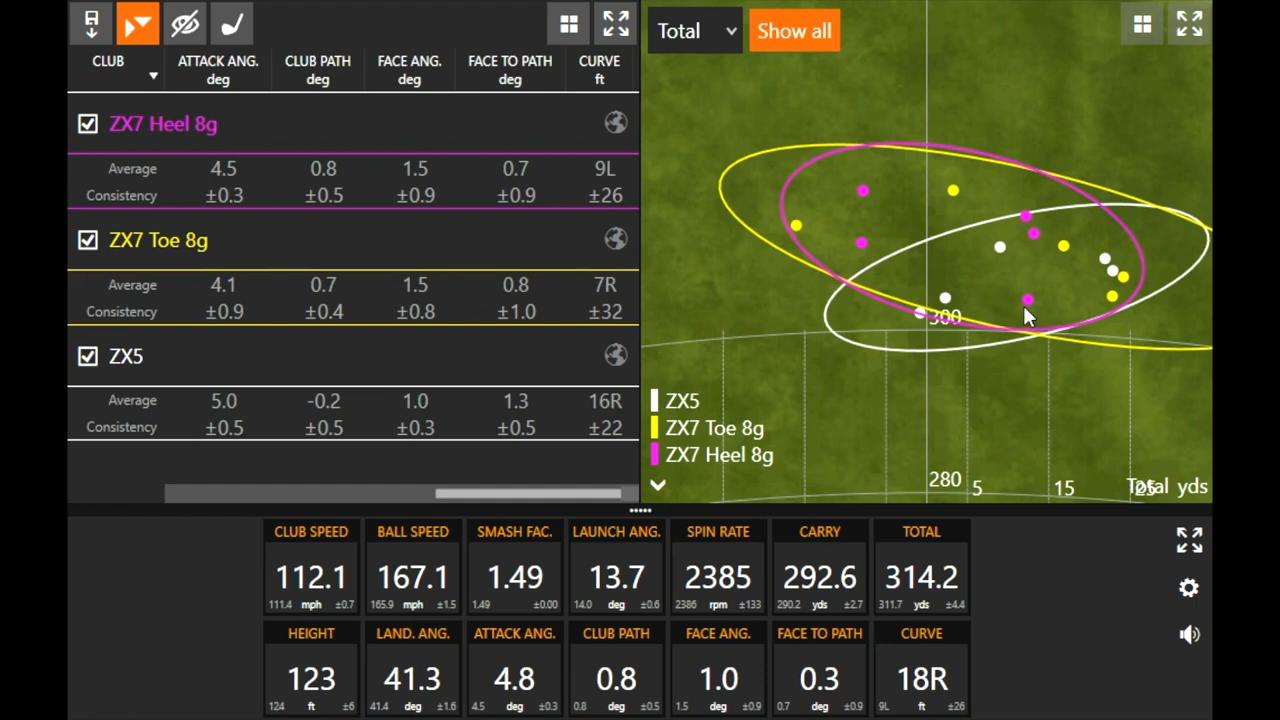 CLUB ATTACK ANG. CLUB PATH FACE ANG. FACE TO PATH CURVE
deg deg deg deg ft
ZX7 Heel 8g
Average 4.5 0.8 1.5 0.7 9L
Consistency ±0.3 ±0.5 ±0.9 ±0.9 ±26
ZX7 Toe 8g
Average 4.1 0.7 1.5 0.8 7R
Consistency ±0.9 ±0.4 ±0.8 ±1.0 ±32
ZX5
Average 5.0 -0.2 1.0 1.3 16R
Consistency ±0.5 ±0.5 ±0.3 ±0.5 ±22
Total Show all
300
ZX5
ZX7 Toe 8g
ZX7 Heel 8g
280 5 15 25 Total yds
CLUB SPEED BALL SPEED SMASH FAC. LAUNCH ANG. SPIN RATE CARRY TOTAL
112.1 167.1 1.49 13.7 2385 292.6 314.2
111.4 mph ±0.7 165.9 mph ±1.5 1.49 ±0.00 14.0 deg ±0.6 2386 rpm ±133 290.2 yds ±2.7 311.7 yds ±4.4
HEIGHT LAND. ANG. ATTACK ANG. CLUB PATH FACE ANG. FACE TO PATH CURVE
123 41.3 4.8 0.8 1.0 0.3 18R
124 ft ±6 41.4 deg ±1.6 4.5 deg ±0.3 0.8 deg ±0.5 1.5 deg ±0.9 0.7 deg ±0.9 9L ft ±26